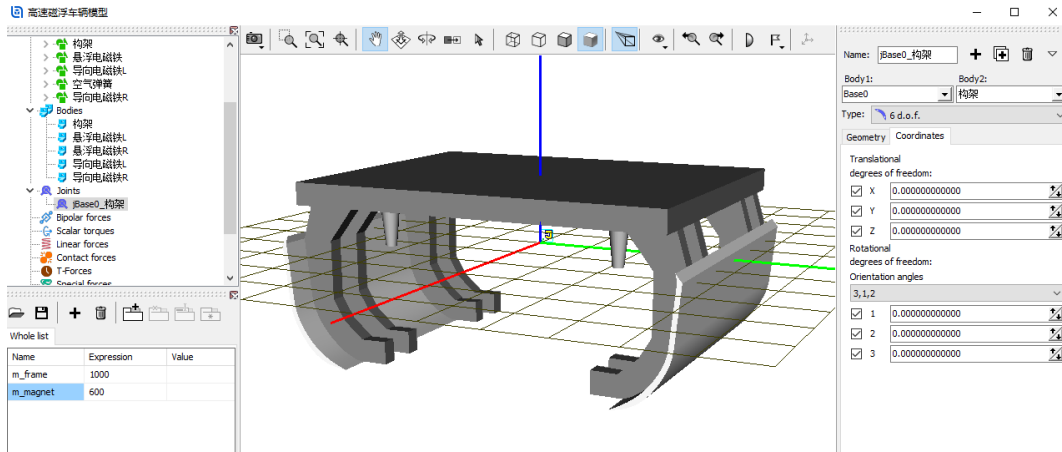 高速磁浮车辆模型
构架
悬浮电磁铁
导向电磁铁L
空气弹簧
导向电磁铁R
Bodies
构架
悬浮电磁铁L
悬浮电磁铁R
导向电磁铁L
导向电磁铁R
Joints
jBase0_构架
Bipolar forces
Scalar torques
Linear forces
Contact forces
T-Forces
Special forces
Whole list
Name Expression Value
m_frame 1000
m_magnet 600
Name: jBase0_构架
Body1: Body2:
Base0 构架
Type: 6 d.o.f.
Geometry Coordinates
Translational
degrees of freedom:
X 0.000000000000
Y 0.000000000000
Z 0.000000000000
Rotational
degrees of freedom:
Orientation angles
3,1,2
1 0.000000000000
2 0.000000000000
3 0.000000000000